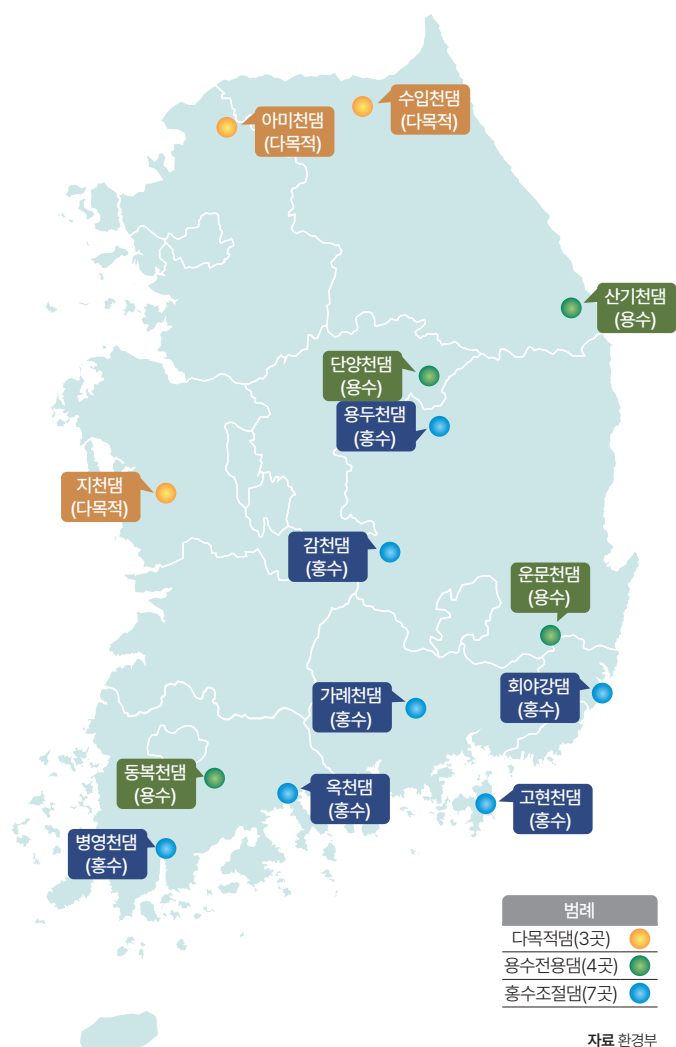 수입천댐
(다목적)
아미천댐
(다목적)
산기천댐
(용수)
단양천댐
(용수)
용두천댐
(홍수)
지천댐
(다목적)
감천댐
(홍수)
운문천댐
(용수)
회야강댐
(홍수)
가례천댐
(홍수)
동복천댐
(용수)
옥천댐
(홍수)
고현천댐
(홍수)
병영천댐
(홍수)
범례
다목적댐(3곳)
용수전용댐(4곳)
홍수조절댐(7곳)
자료 환경부